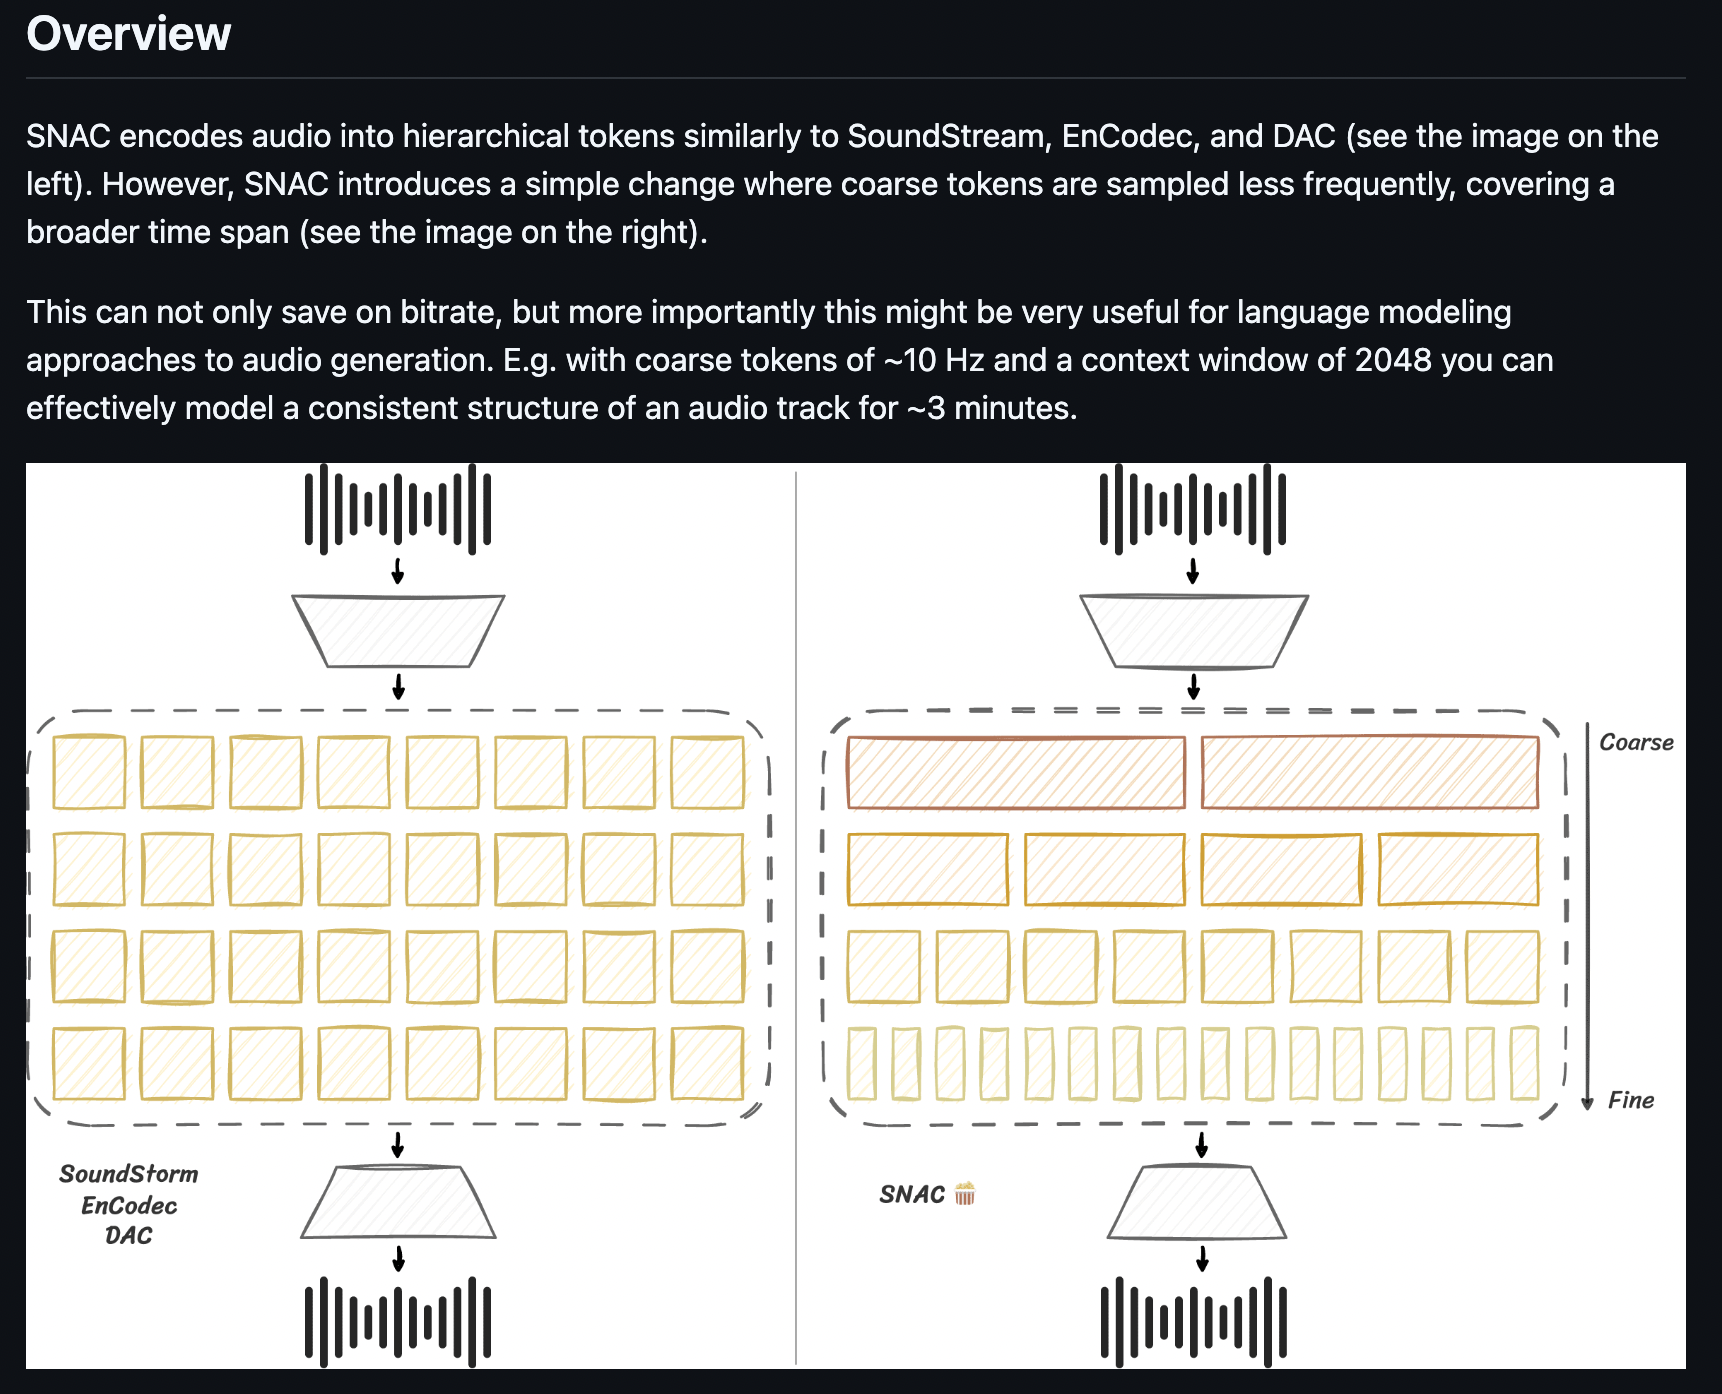 Overview
SNAC encodes audio into hierarchical tokens similarly to SoundStream, EnCodec, and DAC (see the image on the
left). However, SNAC introduces a simple change where coarse tokens are sampled less frequently, covering a
broader time span (see the image on the right).
This can not only save on bitrate, but more importantly this might be very useful for language modeling
approaches to audio generation. E.g. with coarse tokens of ~10 Hz and a context window of 2048 you can
effectively model a consistent structure of an audio track for ~3 minutes.
Coarse
Fine
SoundStorm
EnCodec
DAC
SNAC 🍿